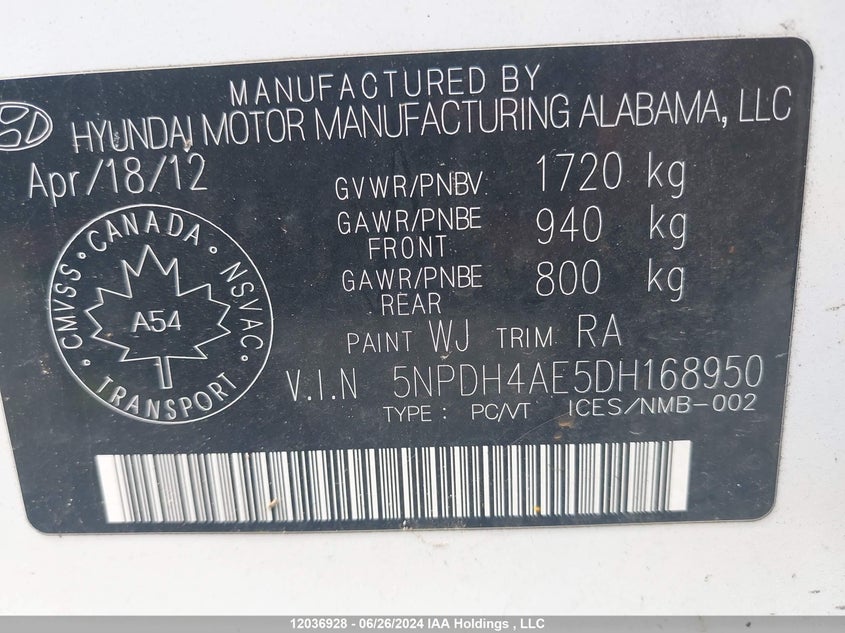 MANUFACTURED BY
HYUNDAI MOTOR MANUFACTURING ALABAMA, LLC
Apr/18/12
GVWR/PNBV 1720 kg
GAWR/PNBE FRONT 940 kg
GAWR/PNBE REAR 800 kg
CMVSS · CANADA · NSVAC · TRANSPORT ·
A54
PAINT WJ TRIM RA
V.I.N 5NPDH4AE5DH168950
TYPE : PC/VT ICES/NMB-002
12036928 - 06/26/2024 IAA Holdings , LLC